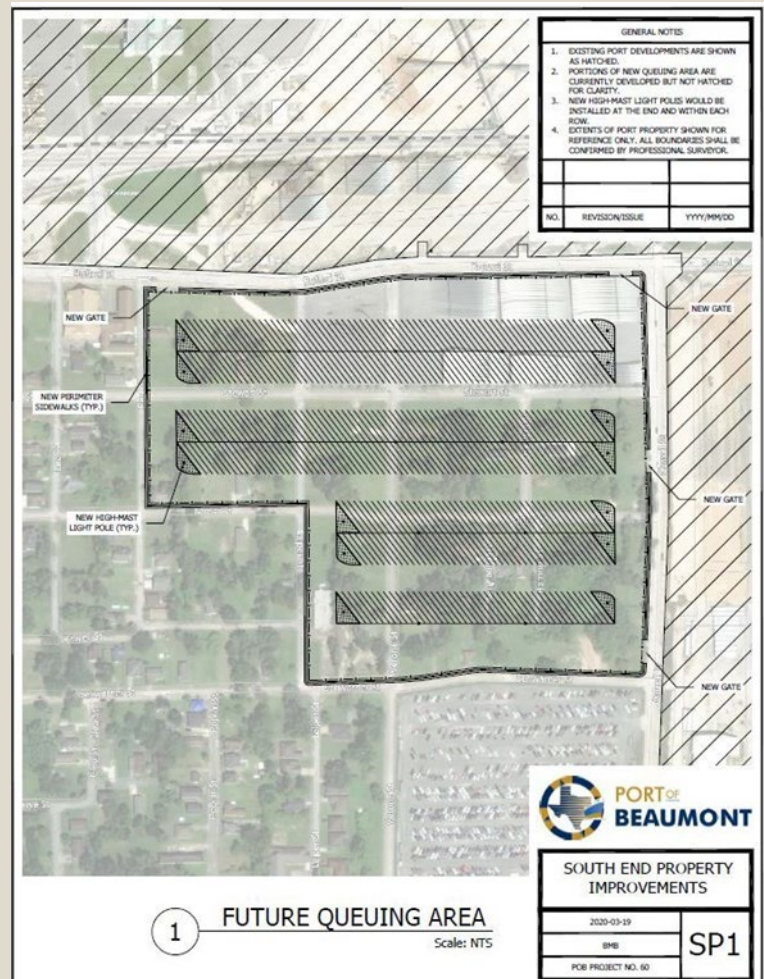 GENERAL NOTES
1. EXISTING PORT DEVELOPMENTS ARE SHOWN
AS HATCHED.
2. PORTIONS OF NEW QUEUING AREA ARE
CURRENTLY DEVELOPED BUT NOT HATCHED
FOR CLARITY.
3. NEW HIGH-MAST LIGHT POLES WOULD BE
INSTALLED AT THE END AND WITHIN EACH
ROW.
4. EXTENTS OF PORT PROPERTY SHOWN FOR
REFERENCE ONLY. ALL BOUNDARIES SHALL BE
CONFIRMED BY PROFESSIONAL SURVEYOR.
NO. REVISION/ISSUE YYYY/MM/DD
NEW GATE
NEW GATE
NEW PERIMETER
SIDEWALKS (TYP.)
NEW GATE
NEW HIGH-MAST
LIGHT POLE (TYP.)
NEW GATE
PORT OF
BEAUMONT
SOUTH END PROPERTY
IMPROVEMENTS
2020-03-19
BMB
POB PROJECT NO. 60
SP1
1 FUTURE QUEUING AREA
Scale: NTS